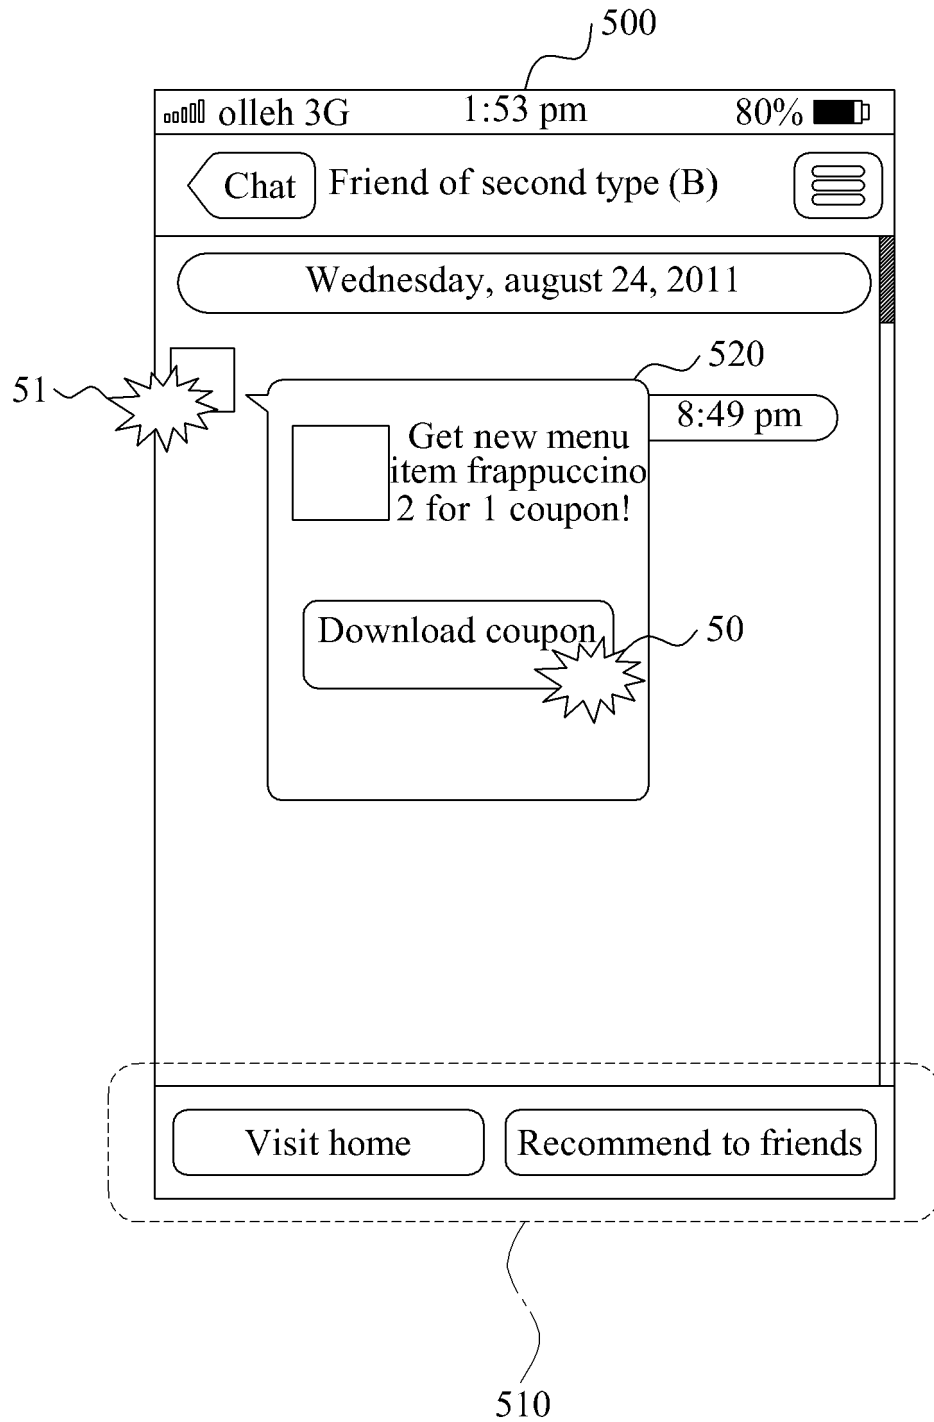 500
olleh 3G 1:53 pm 80%
Chat Friend of second type (B)
Wednesday, august 24, 2011
520
51
8:49 pm
Get new menu
item frappuccino
2 for 1 coupon!
Download coupon
50
Visit home Recommend to friends
510